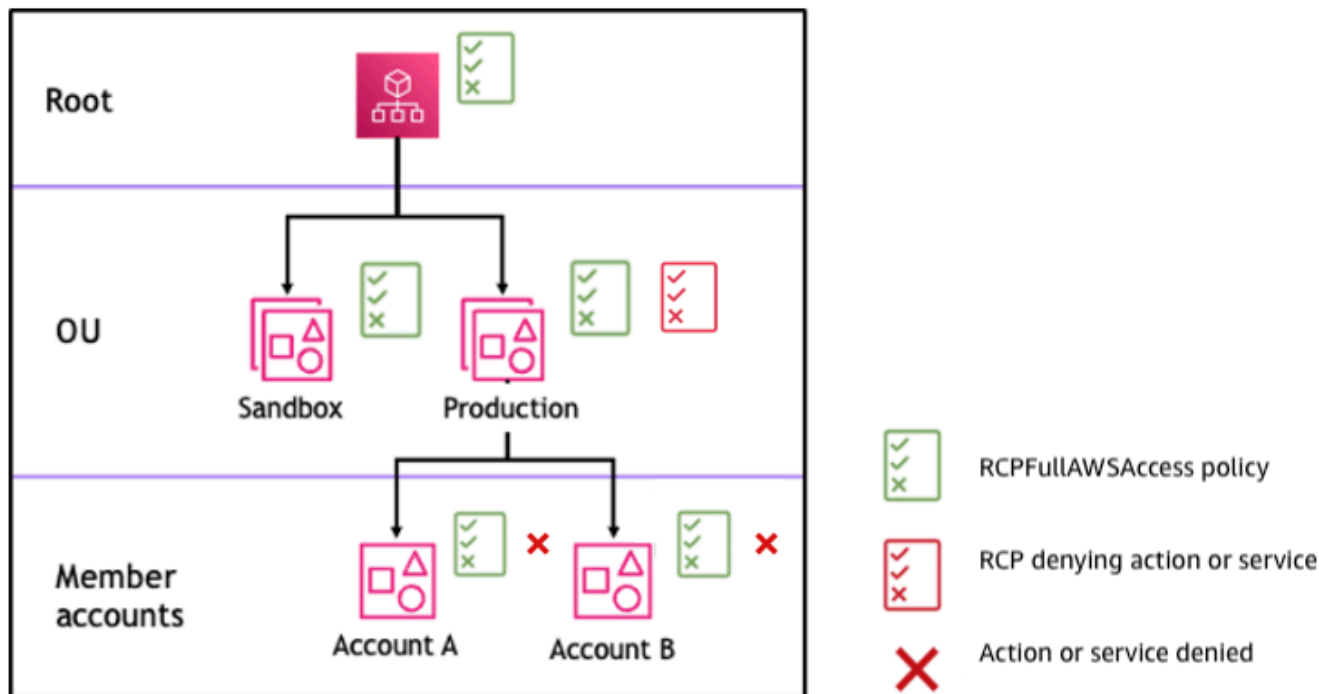 Root
OU
Sandbox
Production
Member
accounts
Account A
Account B
RCPFullAWSAccess policy
RCP denying action or service
Action or service denied